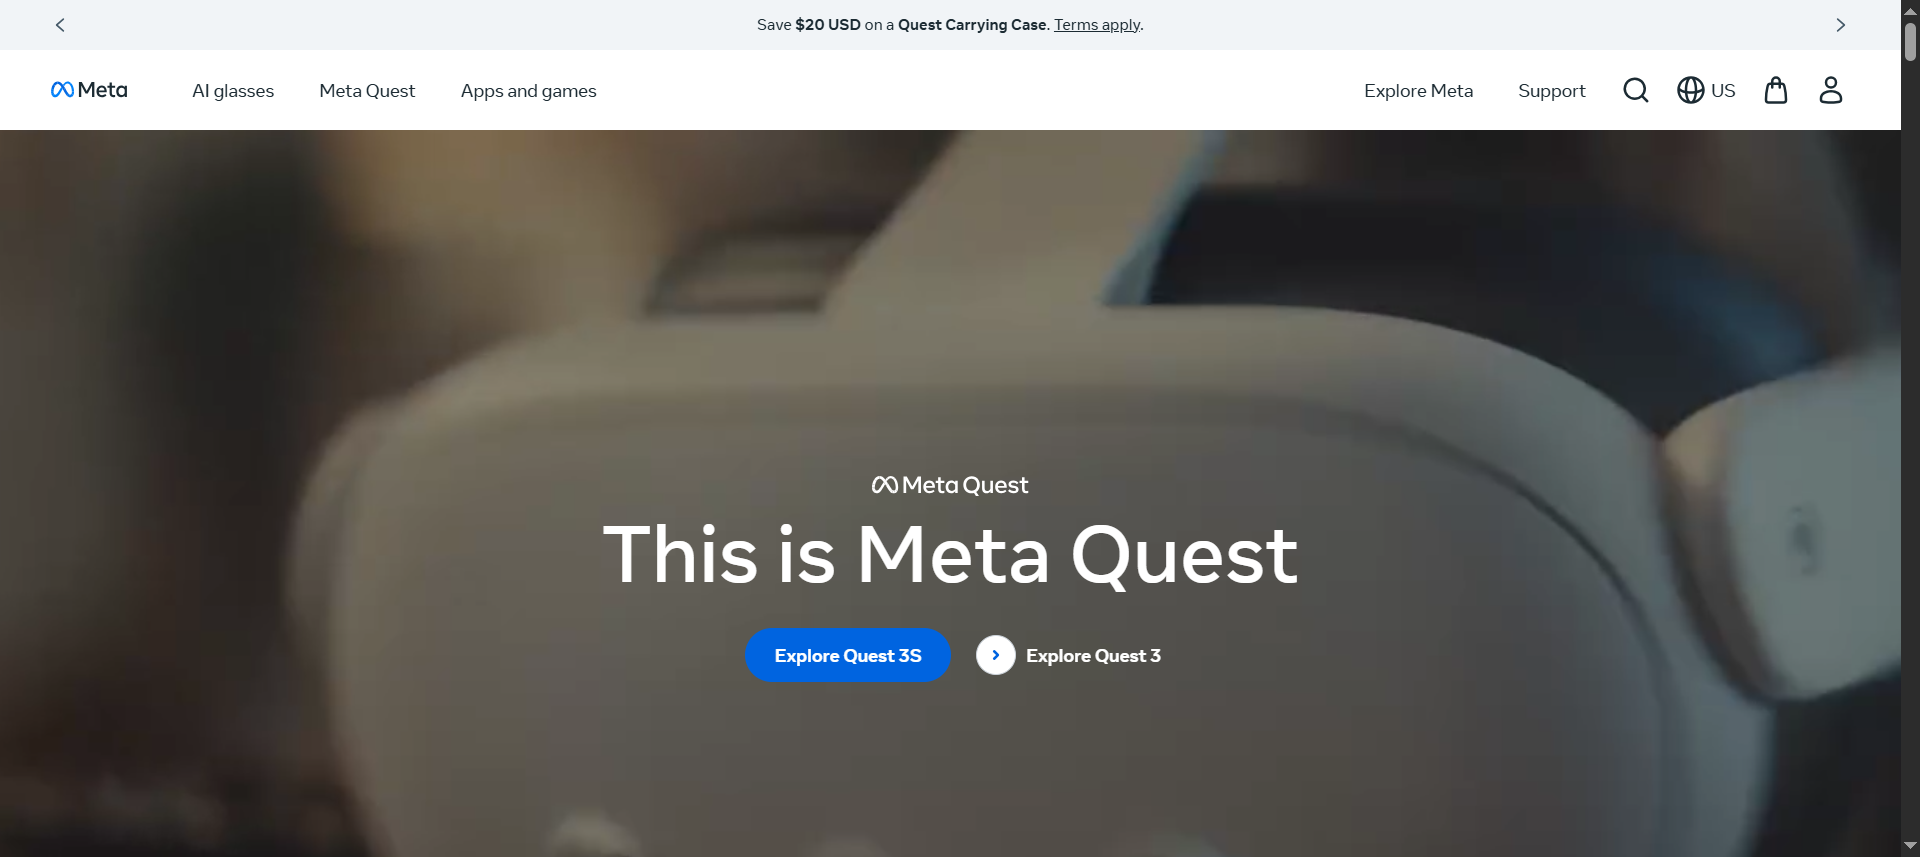 Save $20 USD on a Quest Carrying Case. Terms apply.
Meta AI glasses Meta Quest Apps and games Explore Meta Support US
Meta Quest
This is Meta Quest
Explore Quest 3S Explore Quest 3